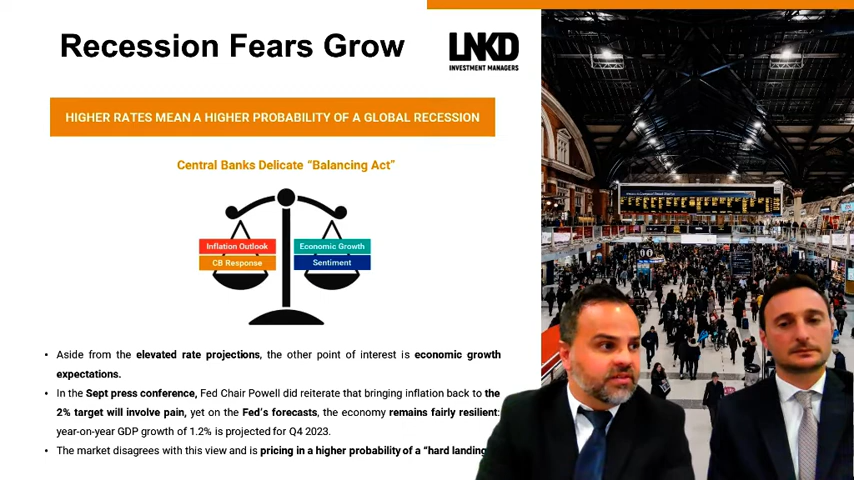 Recession Fears Grow
LNKD
INVESTMENT MANAGERS
HIGHER RATES MEAN A HIGHER PROBABILITY OF A GLOBAL RECESSION
Central Banks Delicate “Balancing Act”
Inflation Outlook
CB Response
Economic Growth
Sentiment
• Aside from the elevated rate projections, the other point of interest is economic growth
expectations.
• In the Sept press conference, Fed Chair Powell did reiterate that bringing inflation back to the
2% target will involve pain, yet on the Fed’s forecasts, the economy remains fairly resilient:
year-on-year GDP growth of 1.2% is projected for Q4 2023.
• The market disagrees with this view and is pricing in a higher probability of a “hard landing